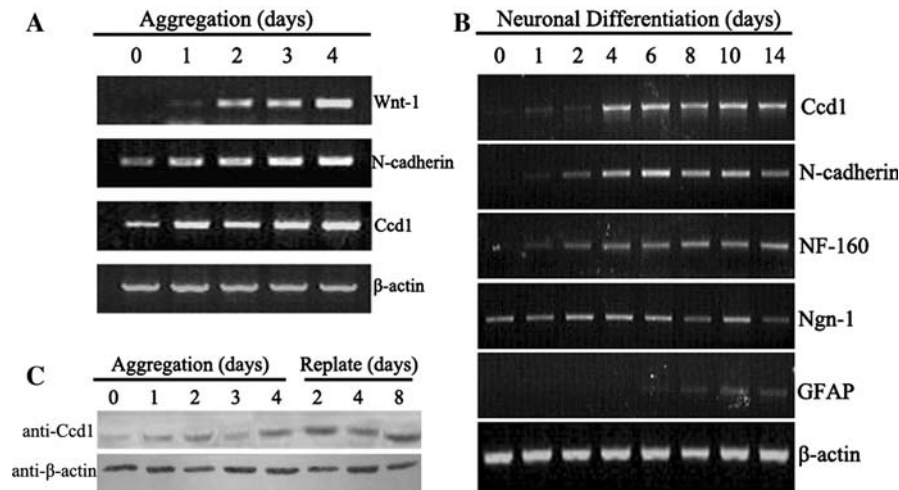 A
Aggregation (days)
0 1 2 3 4
Wnt-1
N-cadherin
Ccd1
β-actin
B
Neuronal Differentiation (days)
0 1 2 4 6 8 10 14
Ccd1
N-cadherin
NF-160
Ngn-1
GFAP
β-actin
C
Aggregation (days) Replate (days)
0 1 2 3 4 2 4 8
anti-Ccd1
anti-β-actin